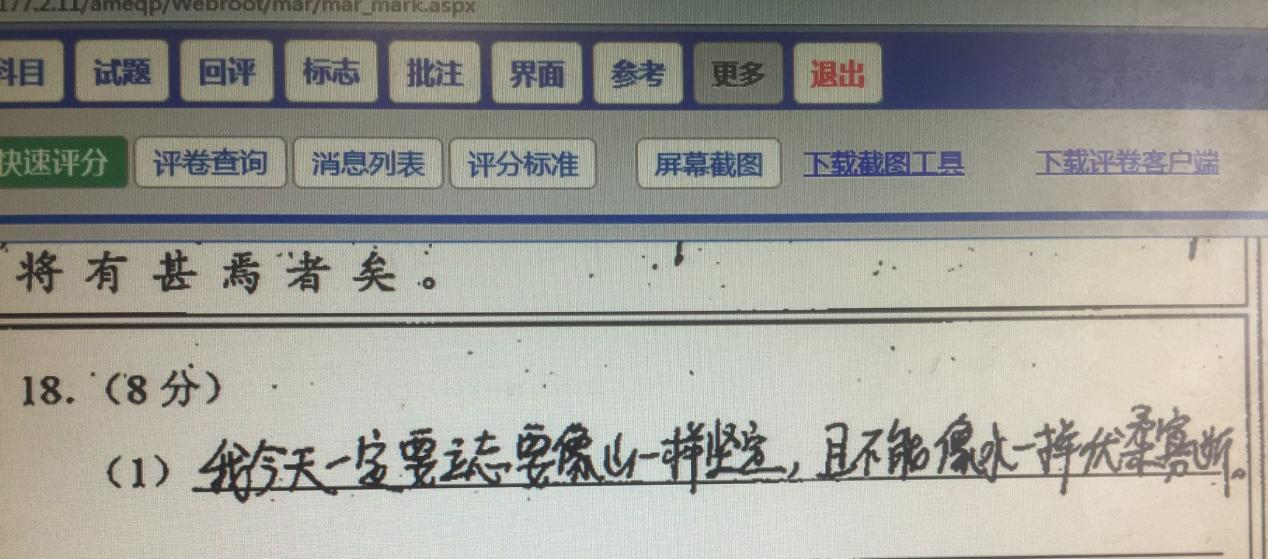 177.2.11/ameqp/Webroot/mar/mar_mark.aspx
科目 试题 回评 标志 批注 界面 参考 更多 退出
快速评分 评卷查询 消息列表 评分标准 屏幕截图 下载截图工具 下载评卷客户端
将有甚焉者矣。
18.(8分)
(1)我今天一定要立志要像山一样坚定,且不能像水一样优柔寡断。